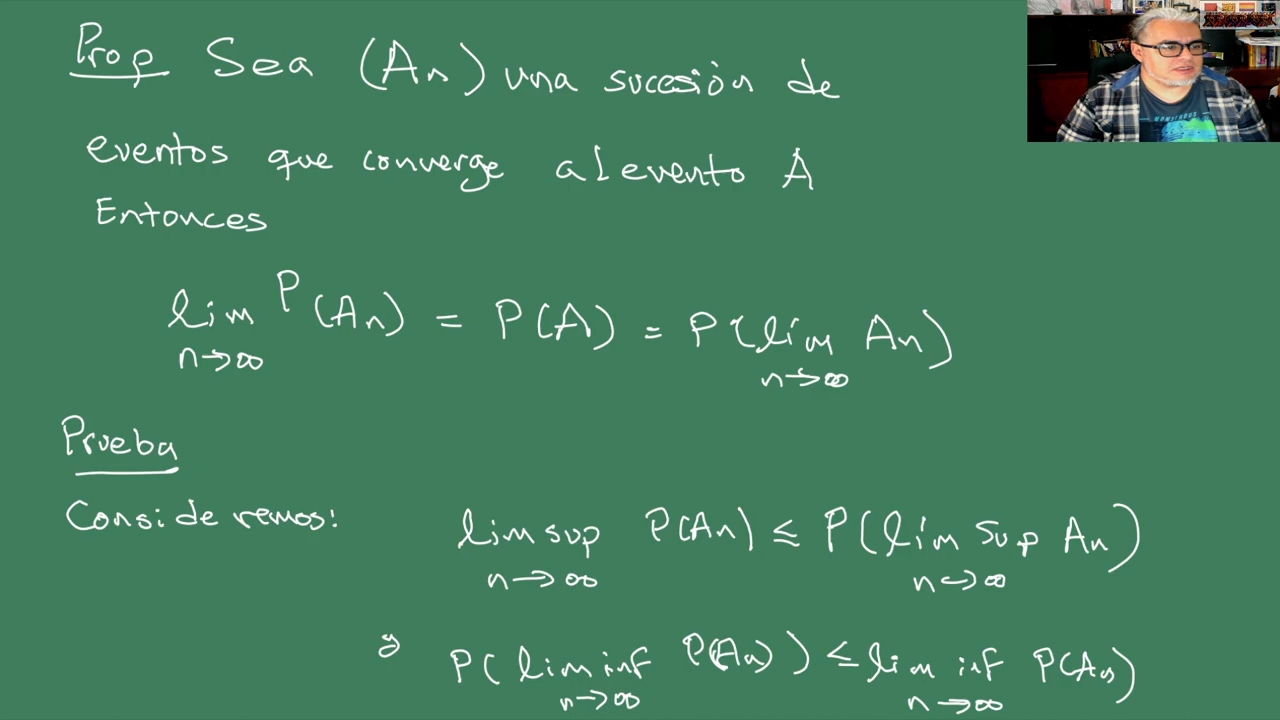 Prop Sea (An) una sucesión de
eventos que converge al evento A
Entonces
lim P(An) = P(A) = P(lim An)
n→∞ n→∞
Prueba
Consideremos: lim sup P(An) ≤ P(lim sup An)
n→∞ n→∞
y P(lim inf P(An)) ≤ lim inf P(An)
n→∞ n→∞